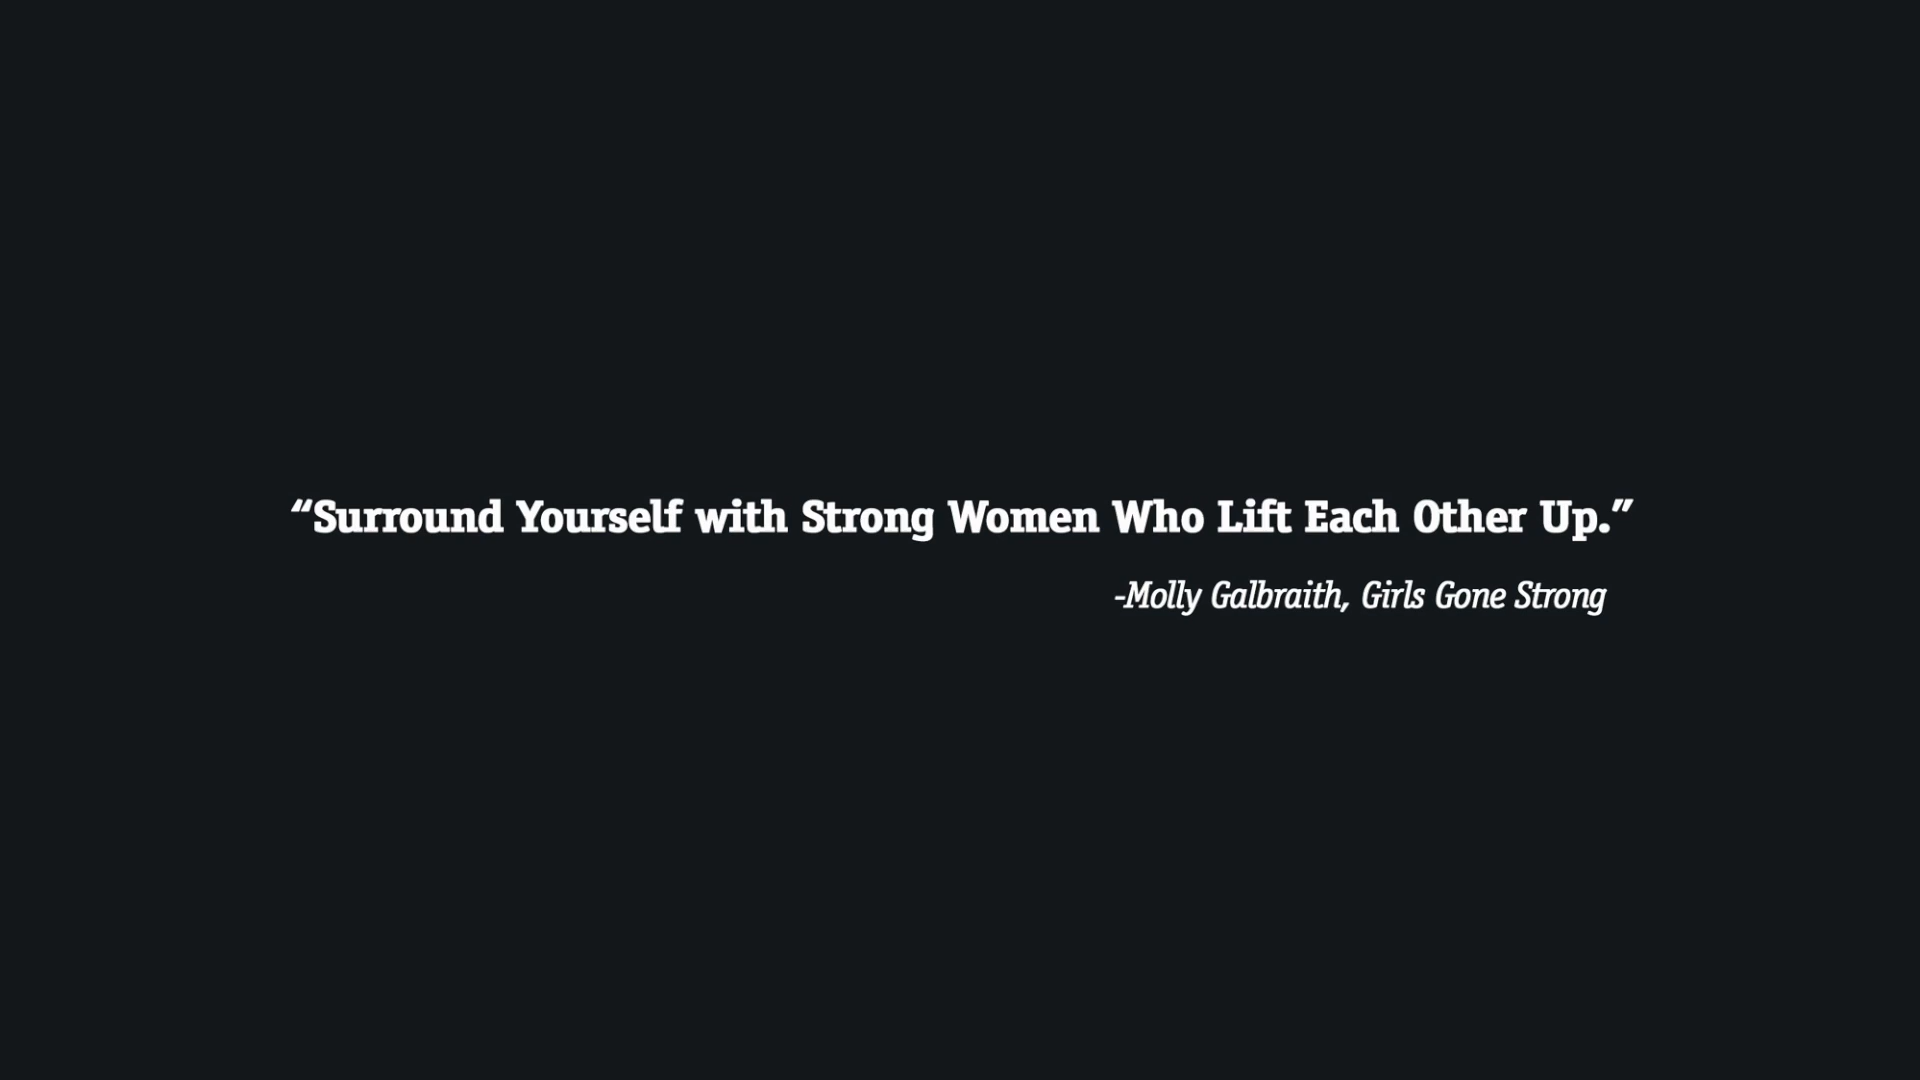 “Surround Yourself with Strong Women Who Lift Each Other Up.”
-Molly Galbraith, Girls Gone Strong